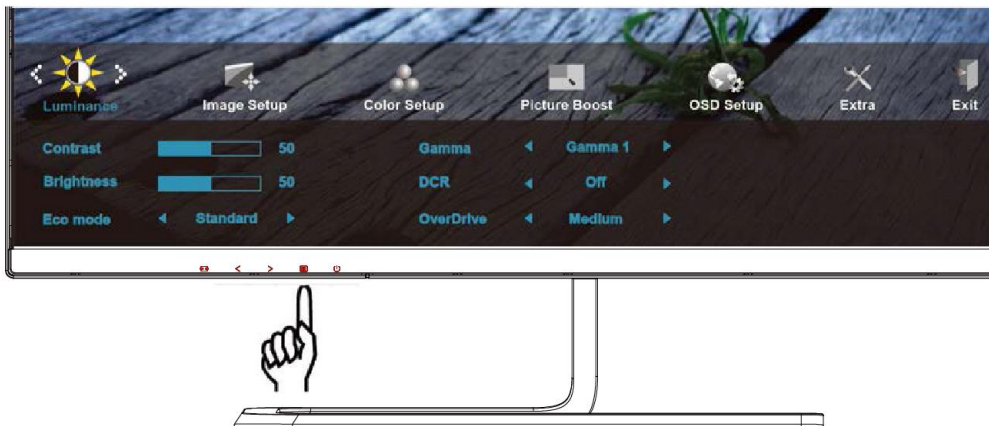 Luminance Image Setup Color Setup Picture Boost OSD Setup Extra Exit
Contrast 50 Gamma Gamma 1
Brightness 50 DCR Off
Eco mode Standard OverDrive Medium